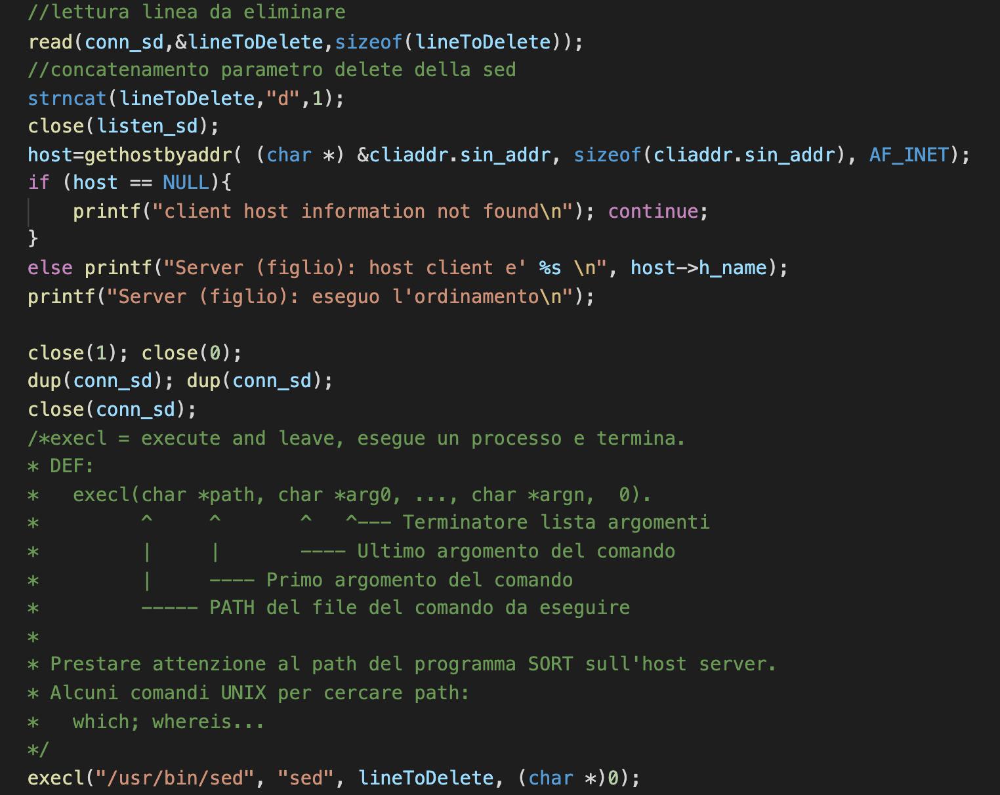 //lettura linea da eliminare
read(conn_sd,&lineToDelete,sizeof(lineToDelete));
//concatenamento parametro delete della sed
strncat(lineToDelete,"d",1);
close(listen_sd);
host=gethostbyaddr( (char *) &cliaddr.sin_addr, sizeof(cliaddr.sin_addr), AF_INET);
if (host == NULL){
    printf("client host information not found\n"); continue;
}
else printf("Server (figlio): host client e' %s \n", host->h_name);
printf("Server (figlio): eseguo l'ordinamento\n");

close(1); close(0);
dup(conn_sd); dup(conn_sd);
close(conn_sd);
/*execl = execute and leave, esegue un processo e termina.
* DEF:
*   execl(char *path, char *arg0, ..., char *argn,  0).
*         ^     ^       ^   ^--- Terminatore lista argomenti
*         |     |       ---- Ultimo argomento del comando
*         |     ---- Primo argomento del comando
*         ----- PATH del file del comando da eseguire
*
* Prestare attenzione al path del programma SORT sull'host server.
* Alcuni comandi UNIX per cercare path:
*   which; whereis...
*/
execl("/usr/bin/sed", "sed", lineToDelete, (char *)0);